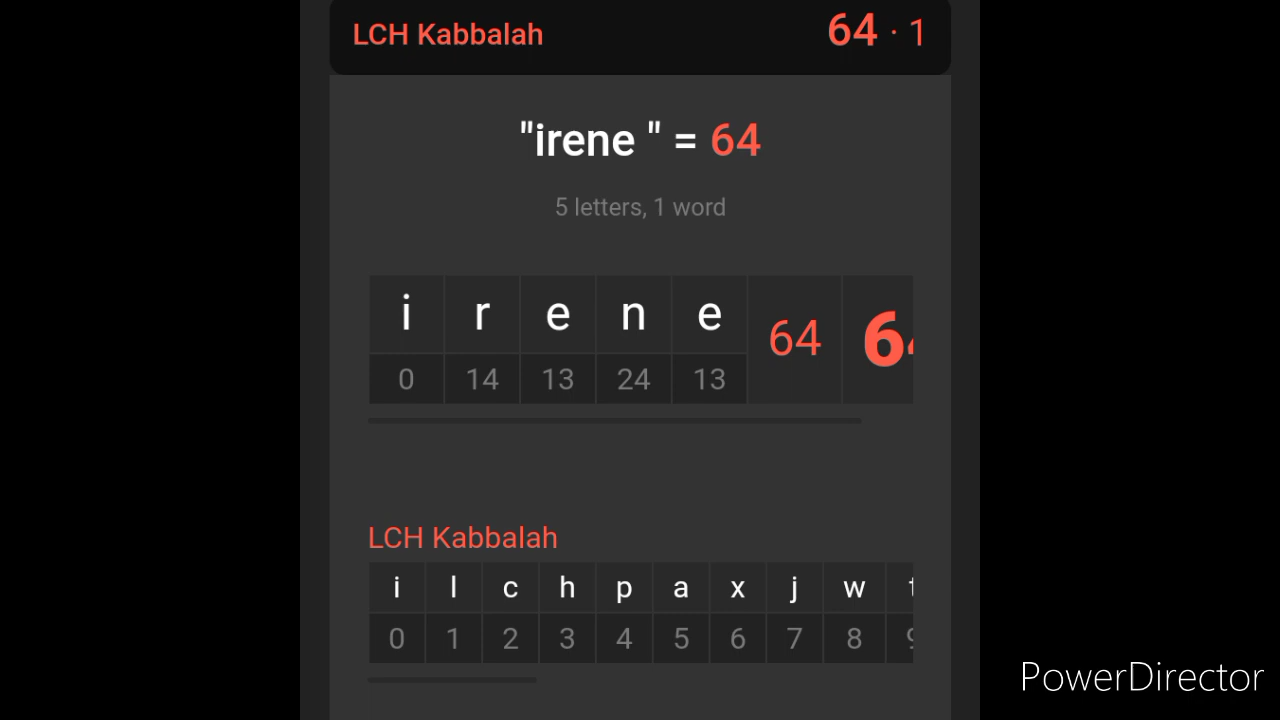 LCH Kabbalah 64 · 1
"irene " = 64
5 letters, 1 word
i r e n e 64
0 14 13 24 13
LCH Kabbalah
i l c h p a x j w
0 1 2 3 4 5 6 7 8
PowerDirector